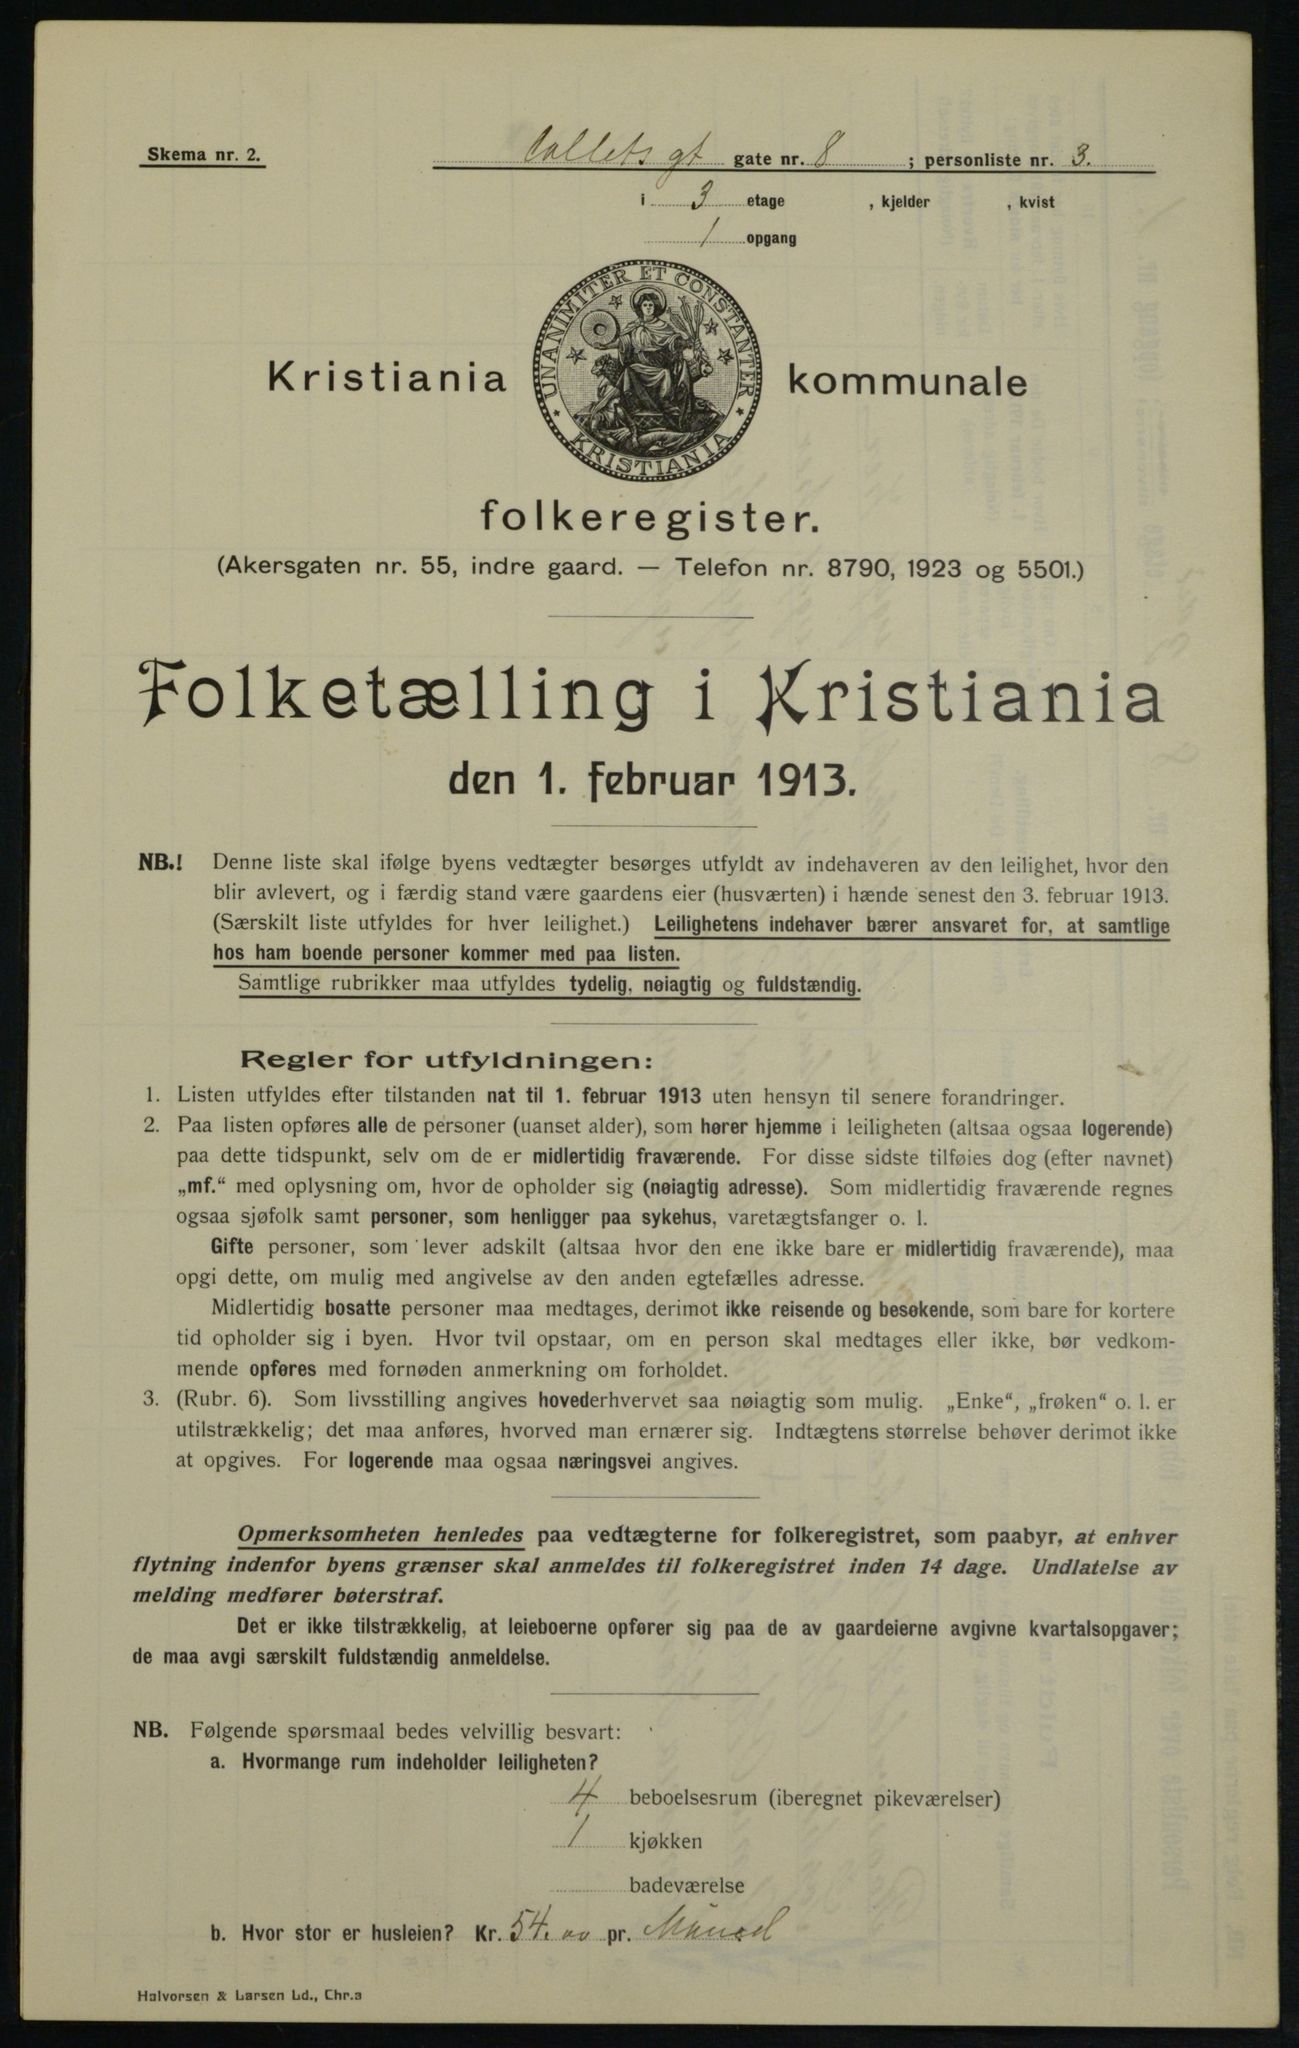 Skema nr. 2.
Collets gt gate nr. 8 ; personliste nr. 3.
i 3 etage , kjelder , kvist
1 opgang
UNANIMITER ET CONSTANTER
KRISTIANIA
Kristiania kommunale
folkeregister.
(Akersgaten nr. 55, indre gaard. — Telefon nr. 8790, 1923 og 5501.)
Folketælling i Kristiania
den 1. februar 1913.
NB.! Denne liste skal ifølge byens vedtægter besørges utfyldt av indehaveren av den leilighet, hvor den
blir avlevert, og i færdig stand være gaardens eier (husværten) i hænde senest den 3. februar 1913.
(Særskilt liste utfyldes for hver leilighet.) Leilighetens indehaver bærer ansvaret for, at samtlige
hos ham boende personer kommer med paa listen.
Samtlige rubrikker maa utfyldes tydelig, nøiagtig og fuldstændig.
Regler for utfyldningen:
1. Listen utfyldes efter tilstanden nat til 1. februar 1913 uten hensyn til senere forandringer.
2. Paa listen opføres alle de personer (uanset alder), som hører hjemme i leiligheten (altsaa ogsaa logerende)
paa dette tidspunkt, selv om de er midlertidig fraværende. For disse sidste tilføies dog (efter navnet)
„mf.“ med oplysning om, hvor de opholder sig (nøiagtig adresse). Som midlertidig fraværende regnes
ogsaa sjøfolk samt personer, som henligger paa sykehus, varetægtsfanger o. l.
Gifte personer, som lever adskilt (altsaa hvor den ene ikke bare er midlertidig fraværende), maa
opgi dette, om mulig med angivelse av den anden egtefælles adresse.
Midlertidig bosatte personer maa medtages, derimot ikke reisende og besøkende, som bare for kortere
tid opholder sig i byen. Hvor tvil opstaar, om en person skal medtages eller ikke, bør vedkom-
mende opføres med fornøden anmerkning om forholdet.
3. (Rubr. 6). Som livsstilling angives hovederhvervet saa nøiagtig som mulig. „Enke“, „frøken“ o. l. er
utilstrækkelig; det maa anføres, hvorved man ernærer sig. Indtægtens størrelse behøver derimot ikke
at opgives. For logerende maa ogsaa næringsvei angives.
Opmerksomheten henledes paa vedtægterne for folkeregistret, som paabyr, at enhver
flytning indenfor byens grænser skal anmeldes til folkeregistret inden 14 dage. Undlatelse av
melding medfører bøterstraf.
Det er ikke tilstrækkelig, at leieboerne opfører sig paa de av gaardeierne avgivne kvartalsopgaver;
de maa avgi særskilt fuldstændig anmeldelse.
NB. Følgende spørsmaal bedes velvillig besvart:
a. Hvormange rum indeholder leiligheten?
4 beboelsesrum (iberegnet pikeværelser)
1 kjøkken
badeværelse
b. Hvor stor er husleien? Kr. 54.00 pr. Måned
Halvorsen & Larsen Ld., Chr.a